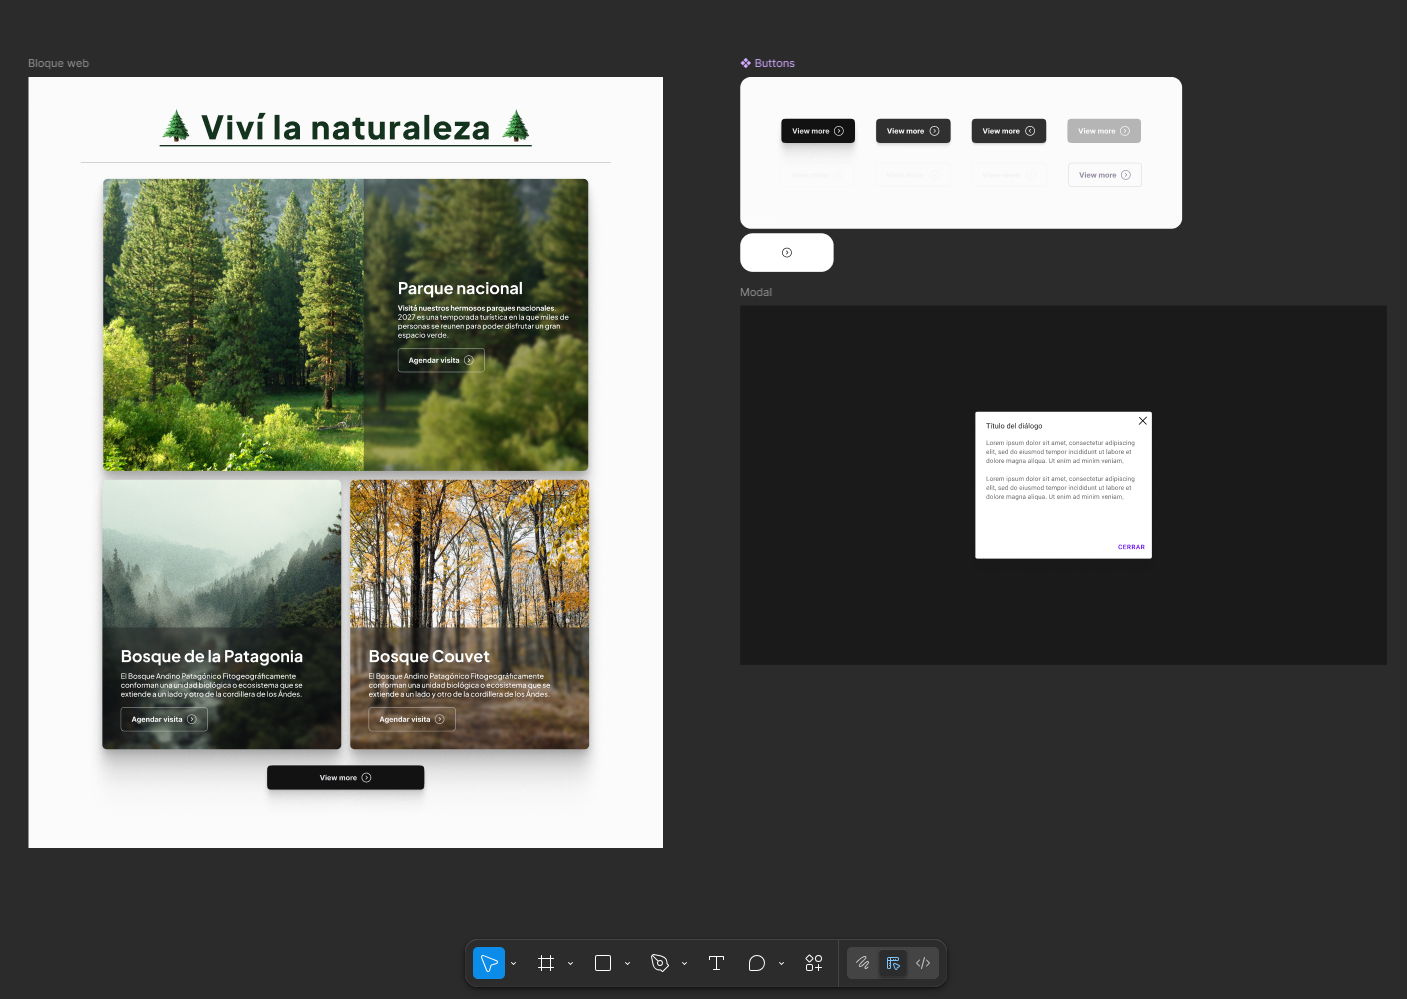 Bloque web
Viví la naturaleza
Parque nacional
Visitá nuestros hermosos parques nacionales.
2027 es una temporada turística en la que miles de
personas se reunen para poder disfrutar un gran
espacio verde.
Agendar visita
Bosque de la Patagonia
El Bosque Andino Patagónico Fitogeográficamente
conforman una unidad biológica o ecosistema que se
extiende a un lado y otro de la cordillera de los Andes.
Agendar visita
Bosque Couvet
El Bosque Andino Patagónico Fitogeográficamente
conforman una unidad biológica o ecosistema que se
extiende a un lado y otro de la cordillera de los Andes.
Agendar visita
View more
Buttons
View more
View more
View more
View more
View more
Modal
Título del diálogo
Lorem ipsum dolor sit amet, consectetur adipiscing
elit, sed do eiusmod tempor incididunt ut labore et
dolore magna aliqua. Ut enim ad minim veniam,
Lorem ipsum dolor sit amet, consectetur adipiscing
elit, sed do eiusmod tempor incididunt ut labore et
dolore magna aliqua. Ut enim ad minim veniam,
CERRAR